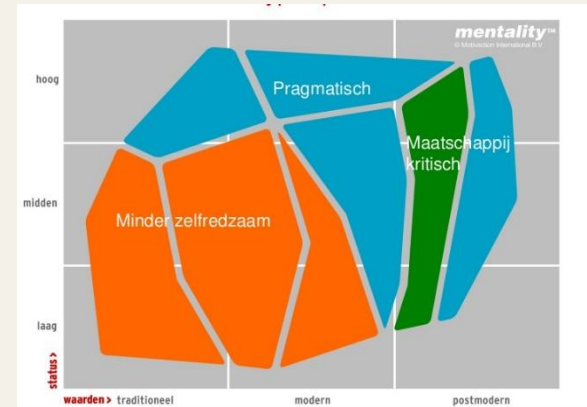 mentality™
© Motivaction International B.V.
hoog
Pragmatisch
Maatschappij
kritisch
midden
Minder zelfredzaam
laag
status >
waarden > traditioneel modern postmodern